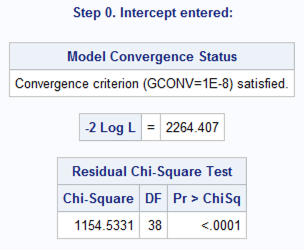 Step 0. Intercept entered:
Model Convergence Status
Convergence criterion (GCONV=1E-8) satisfied.
-2 Log L = 2264.407
Residual Chi-Square Test
Chi-Square DF Pr > ChiSq
1154.5331 38 <.0001